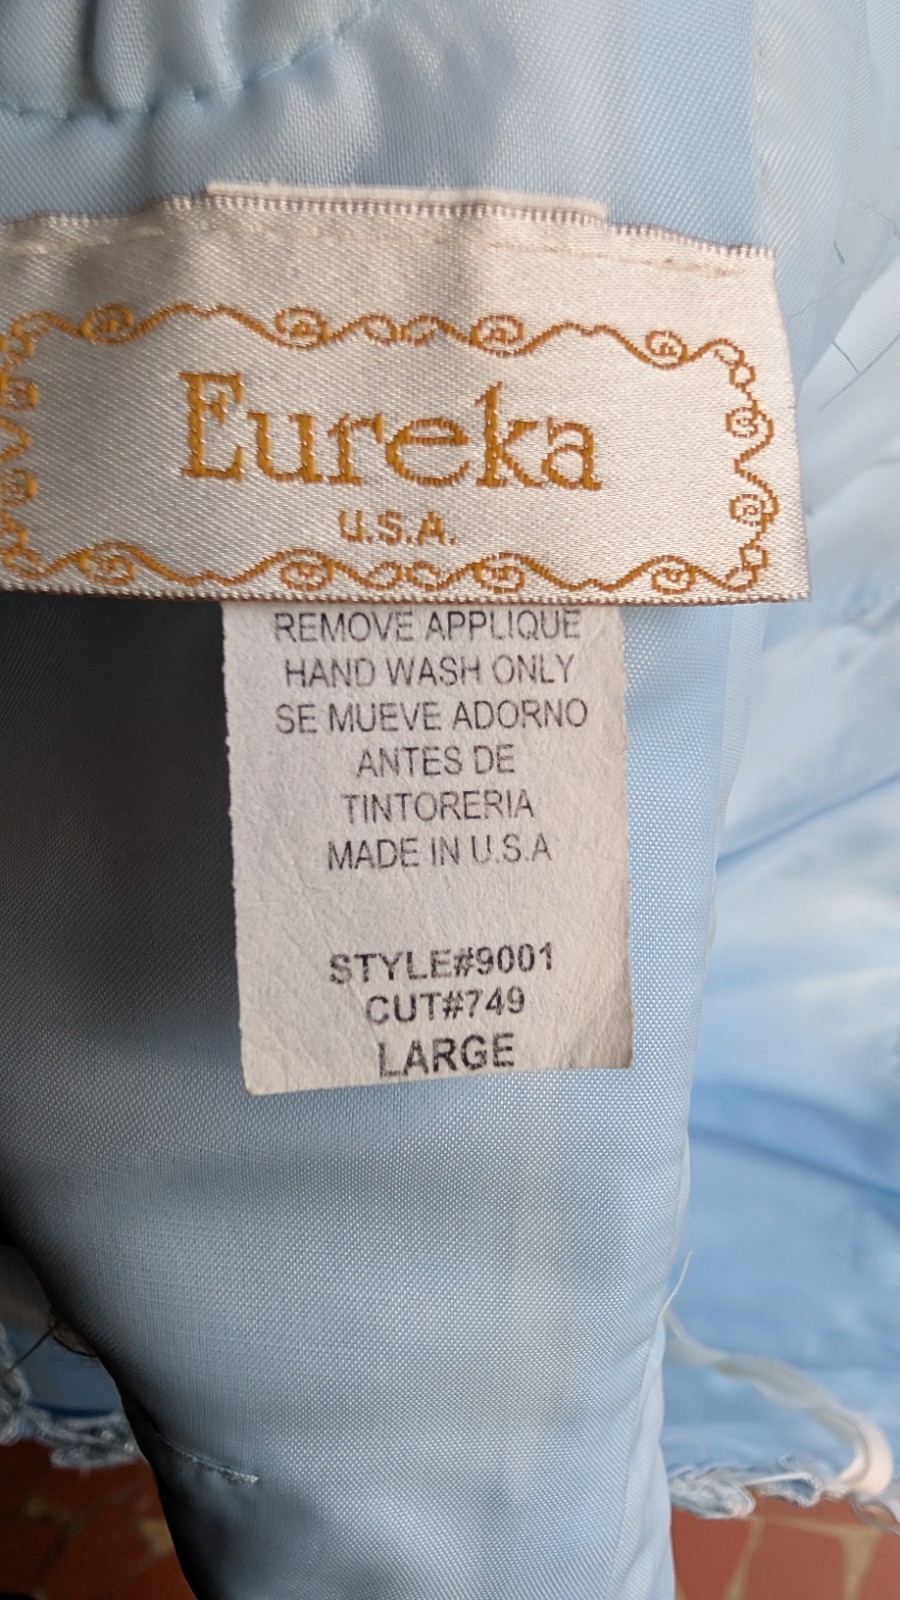 Eureka
U.S.A.
REMOVE APPLIQUE
HAND WASH ONLY
SE MUEVE ADORNO
ANTES DE
TINTORERIA
MADE IN U.S.A
STYLE#9001
CUT#749
LARGE